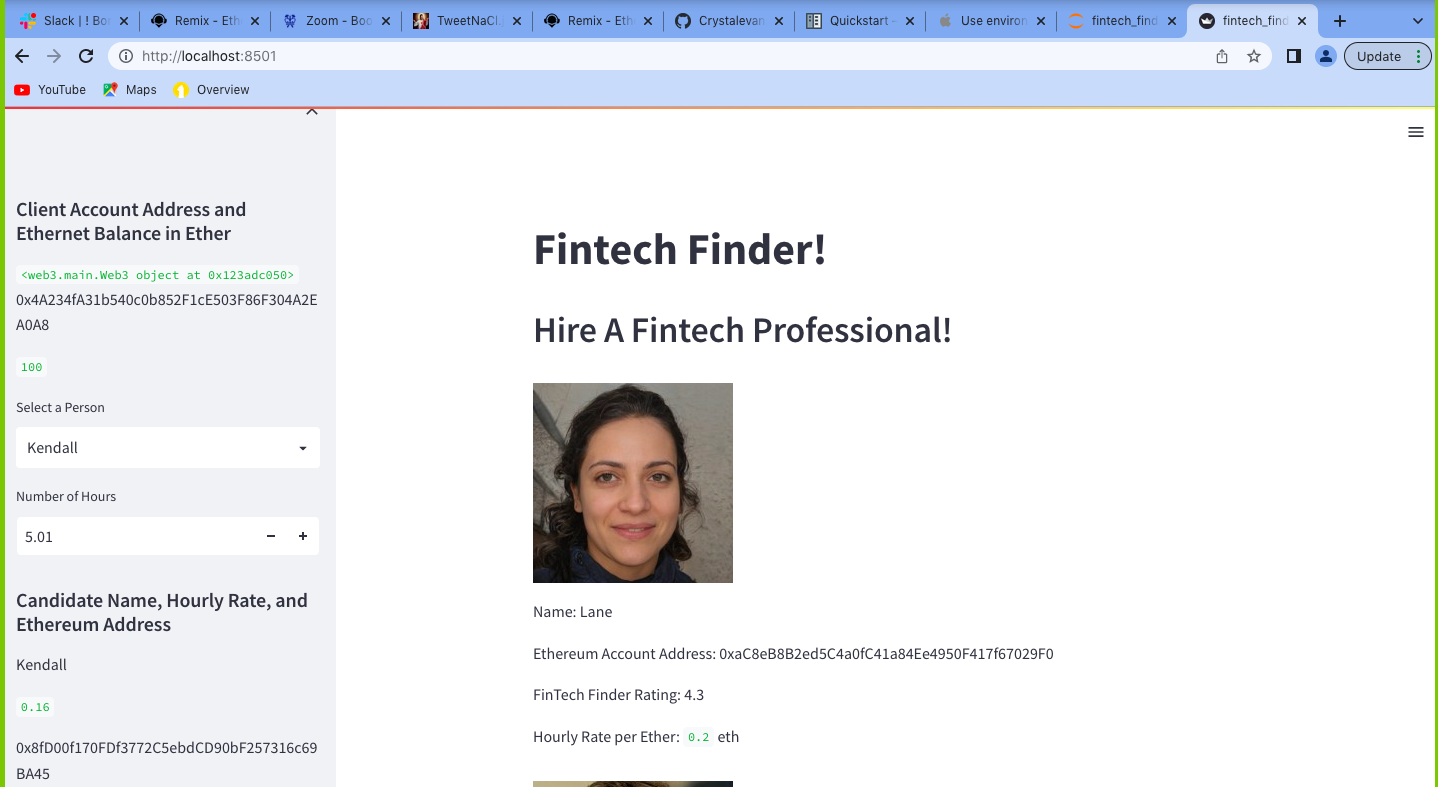 Slack | ! Bo
Remix - Eth
Zoom - Boo
TweetNaCl.
Remix - Eth
Crystalevan
Quickstart -
Use environ
fintech_find
fintech_find
http://localhost:8501
Update
YouTube
Maps
Overview
Client Account Address and
Ethernet Balance in Ether
<web3.main.Web3 object at 0x123adc050>
0x4A234fA31b540c0b852F1cE503F86F304A2E
A0A8
100
Select a Person
Kendall
Number of Hours
5.01
Candidate Name, Hourly Rate, and
Ethereum Address
Kendall
0.16
0x8fD00f170FDf3772C5ebdCD90bF257316c69
BA45
Fintech Finder!
Hire A Fintech Professional!
Name: Lane
Ethereum Account Address: 0xaC8eB8B2ed5C4a0fC41a84Ee4950F417f67029F0
FinTech Finder Rating: 4.3
Hourly Rate per Ether: 0.2 eth